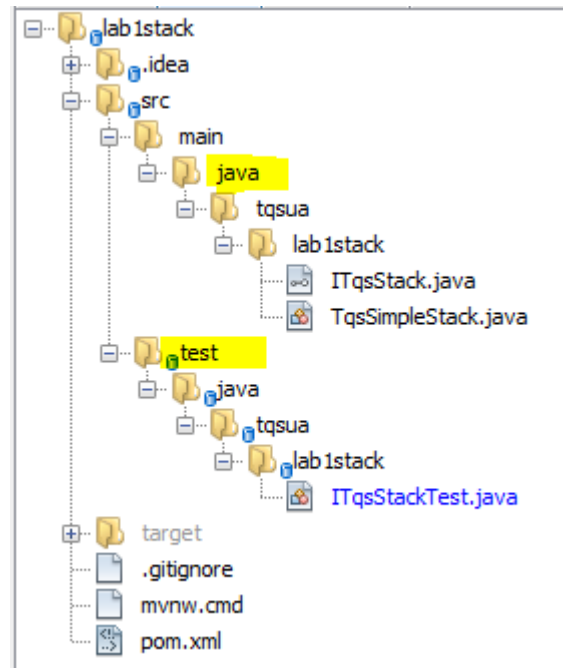 lab1stack
.idea
src
main
java
tqsua
lab1stack
ITqsStack.java
TqsSimpleStack.java
test
java
tqsua
lab1stack
ITqsStackTest.java
target
.gitignore
mvnw.cmd
pom.xml